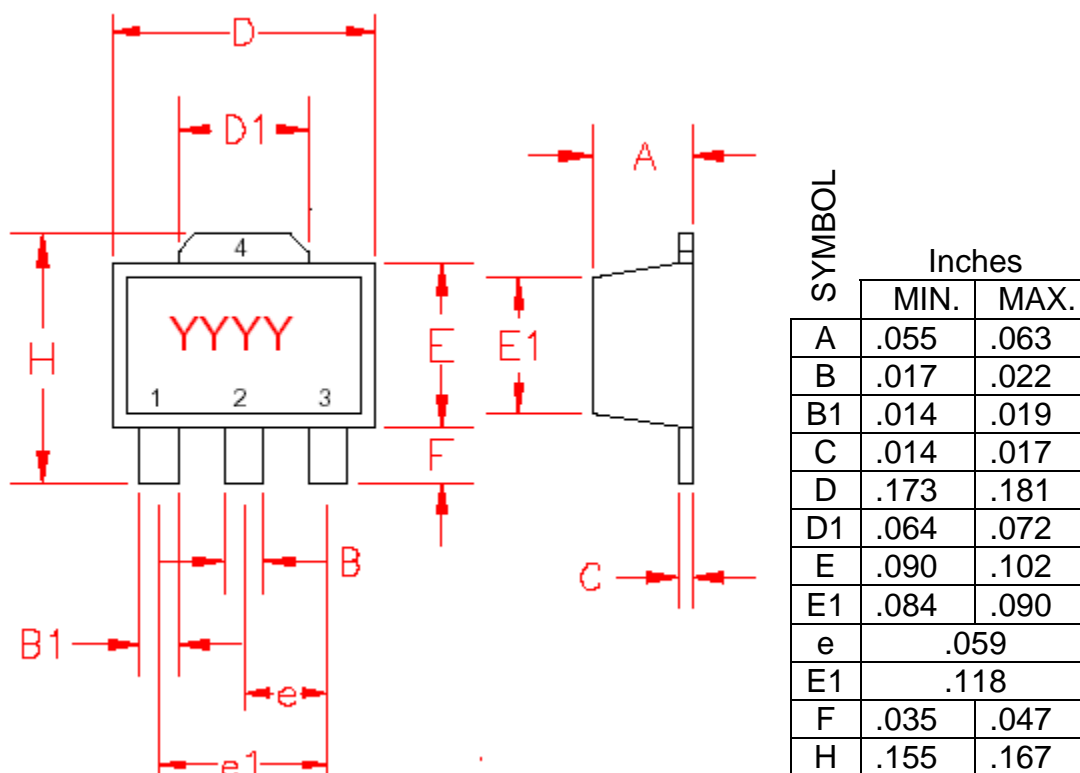 D
D1
A
4
H
YYYY
E
E1
1 2 3
F
B
C
B1
e
e1
SYMBOL
Inches
MIN. MAX.
A .055 .063
B .017 .022
B1 .014 .019
C .014 .017
D .173 .181
D1 .064 .072
E .090 .102
E1 .084 .090
e .059
E1 .118
F .035 .047
H .155 .167